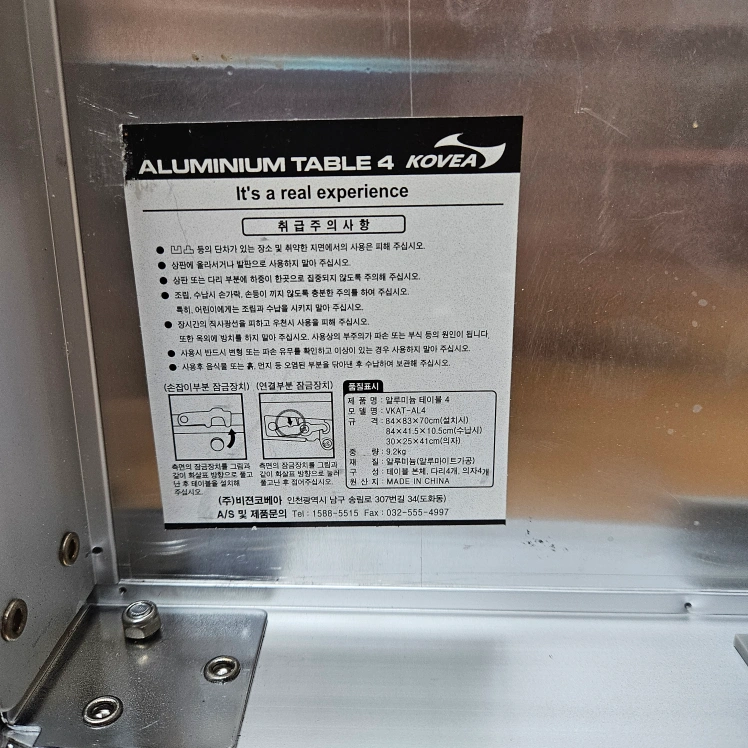 ALUMINIUM TABLE 4 KOVEA
It's a real experience
취급주의사항
● 凹凸 등의 단차가 있는 장소 및 취약한 지면에서의 사용은 피해 주십시오.
● 상판에 올라서거나 발판으로 사용하지 말아 주십시오.
● 상판 또는 다리 부분에 하중이 한곳으로 집중되지 않도록 주의해 주십시오.
● 조립, 수납시 손가락, 손등이 끼지 않도록 충분한 주의를 하여 주십시오.
특히, 어린이에게는 조립과 수납을 시키지 말아 주십시오.
● 장시간의 직사광선을 피하고 우천시 사용을 피해 주십시오.
또한 옥외에 방치를 하지 말아 주십시오. 사용상의 부주의가 파손 또는 부식 등의 원인이 됩니다.
● 사용시 반드시 변형 또는 파손 유무를 확인하고 이상이 있는 경우 사용하지 말아 주십시오.
● 사용후 음식물 또는 흙, 먼지 등 오염된 부분을 닦아낸 후 수납하여 보관해 주십시오.
(손잡이부분 잠금장치)
측면의 잠금장치를 그림과
같이 화살표 방향으로 풀고
난 후 테이블을 설치해
주십시오.
(연결부분 잠금장치)
측면의 잠금장치를 그림과
같이 화살표 방향으로 눌러
난 후 접어주십시오.
품질표시
제 품 명 : 알루미늄 테이블 4
모 델 명 : VKAT-AL4
규 격 : 84×83×70cm(설치시)
84×41.5×10.5cm(수납시)
30×25×41cm(의자)
중 량 : 9.2kg
재 질 : 알루미늄(알루마이트가공)
구 성 : 테이블 본체, 다리4개, 의자4개
원 산 지 : MADE IN CHINA
(주)비젼코베아 인천광역시 남구 송림로 307번길 34(도화동)
A/S 및 제품문의 Tel : 1588-5515 Fax : 032-555-4997